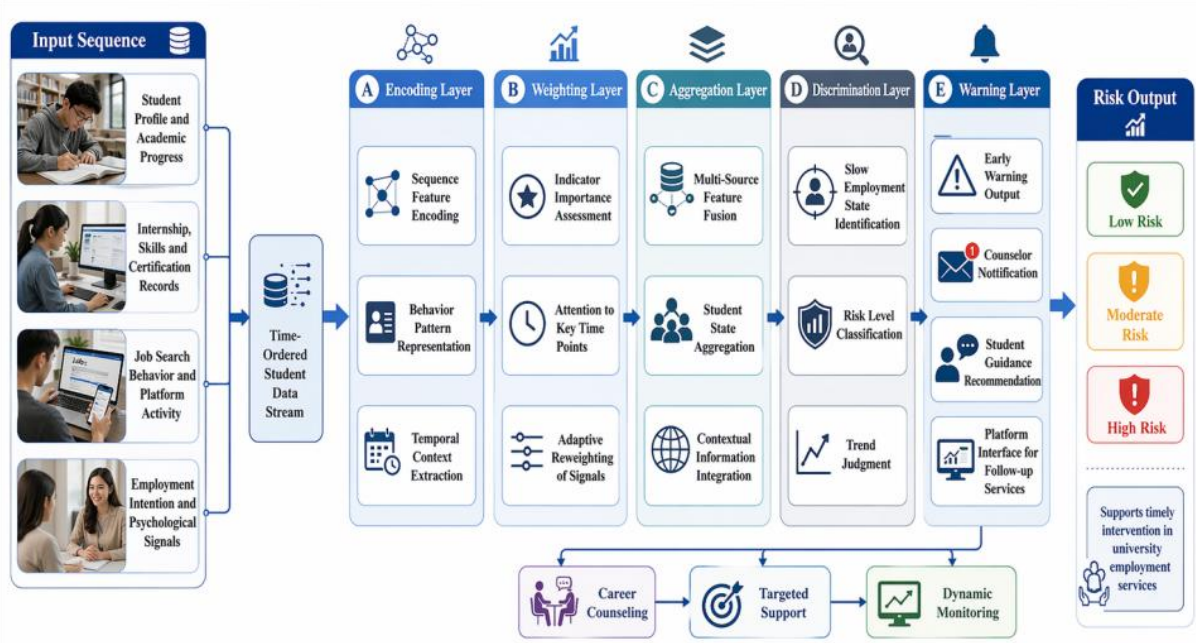 Input Sequence
Student
Profile and
Academic
Progress
Internship,
Skills and
Certification
Records
Job Search
Behavior and
Platform
Activity
Employment
Intention and
Psychological
Signals
Time-
Ordered
Student
Data
Stream
A Encoding Layer
Sequence
Feature
Encoding
Behavior
Pattern
Representation
Temporal
Context
Extraction
B Weighting Layer
Indicator
Importance
Assessment
Attention to
Key Time
Points
Adaptive
Reweighting
of Signals
C Aggregation Layer
Multi-Source
Feature
Fusion
Student
State
Aggregation
Contextual
Information
Integration
D Discrimination Layer
Slow
Employment
State
Identification
Risk Level
Classification
Trend
Judgment
E Warning Layer
Early
Warning
Output
1
Counselor
Nottification
Student
Guidance
Recommendation
Platform
Interface for
Follow-up
Services
Risk Output
Low Risk
Moderate
Risk
High Risk
Supports timely
intervention in
university
employment
services
Career
Counseling
Targeted
Support
Dynamic
Monitoring